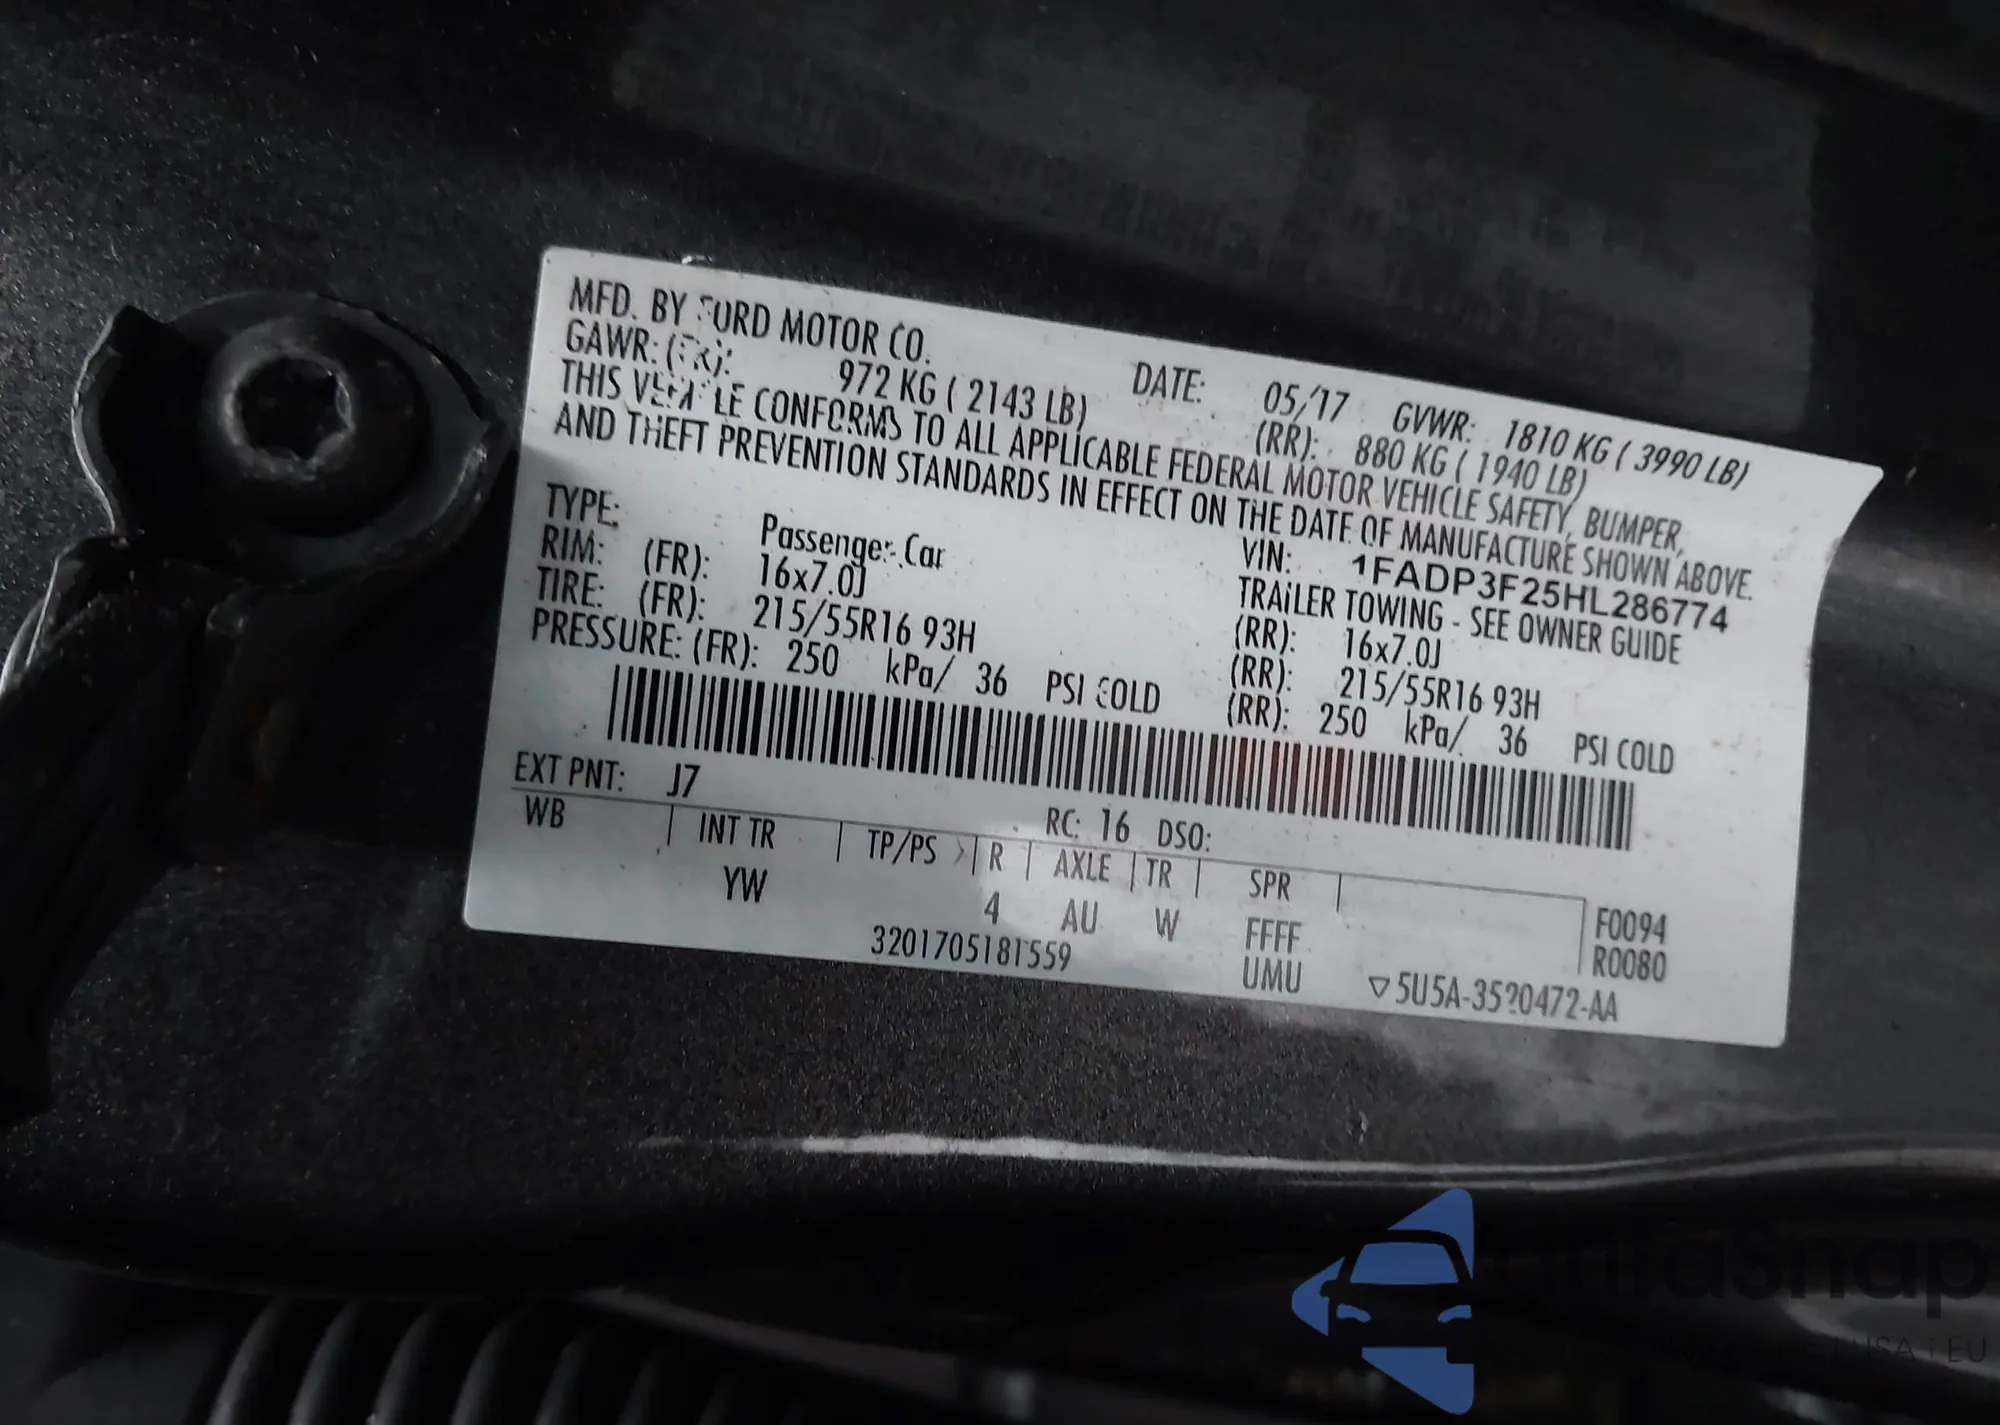 MFD. BY FORD MOTOR CO. DATE: 05/17 GVWR: 1810 KG ( 3990 LB)
GAWR: (FR): 972 KG ( 2143 LB) (RR): 880 KG ( 1940 LB)
THIS VEHICLE CONFORMS TO ALL APPLICABLE FEDERAL MOTOR VEHICLE SAFETY, BUMPER,
AND THEFT PREVENTION STANDARDS IN EFFECT ON THE DATE OF MANUFACTURE SHOWN ABOVE.
VIN: 1FADP3F25HL286774
TYPE: Passenger Car TRAILER TOWING - SEE OWNER GUIDE
RIM: (FR): 16x7.0J (RR): 16x7.0J
TIRE: (FR): 215/55R16 93H (RR): 215/55R16 93H
PRESSURE: (FR): 250 kPa/ 36 PSI COLD (RR): 250 kPa/ 36 PSI COLD
EXT PNT: J7 RC: 16 DSO:
WB INT TR TP/PS R AXLE TR SPR
YW 4 AU W FFFF F0094
UMU R0080
3201705181559 ▽5U5A-3520472-AA
USA | EU